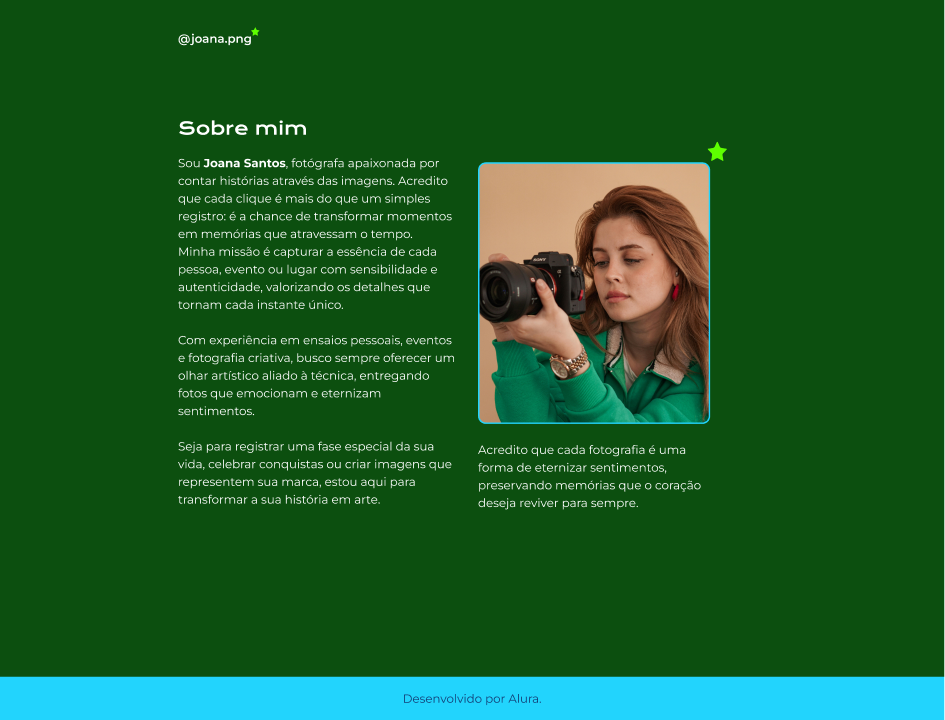 @joana.png
Sobre mim
Sou Joana Santos, fotógrafa apaixonada por
contar histórias através das imagens. Acredito
que cada clique é mais do que um simples
registro: é a chance de transformar momentos
em memórias que atravessam o tempo.
Minha missão é capturar a essência de cada
pessoa, evento ou lugar com sensibilidade e
autenticidade, valorizando os detalhes que
tornam cada instante único.
Com experiência em ensaios pessoais, eventos
e fotografia criativa, busco sempre oferecer um
olhar artístico aliado à técnica, entregando
fotos que emocionam e eternizam
sentimentos.
Seja para registrar uma fase especial da sua
vida, celebrar conquistas ou criar imagens que
representem sua marca, estou aqui para
transformar a sua história em arte.
SONY
Acredito que cada fotografia é uma
forma de eternizar sentimentos,
preservando memórias que o coração
deseja reviver para sempre.
Desenvolvido por Alura.